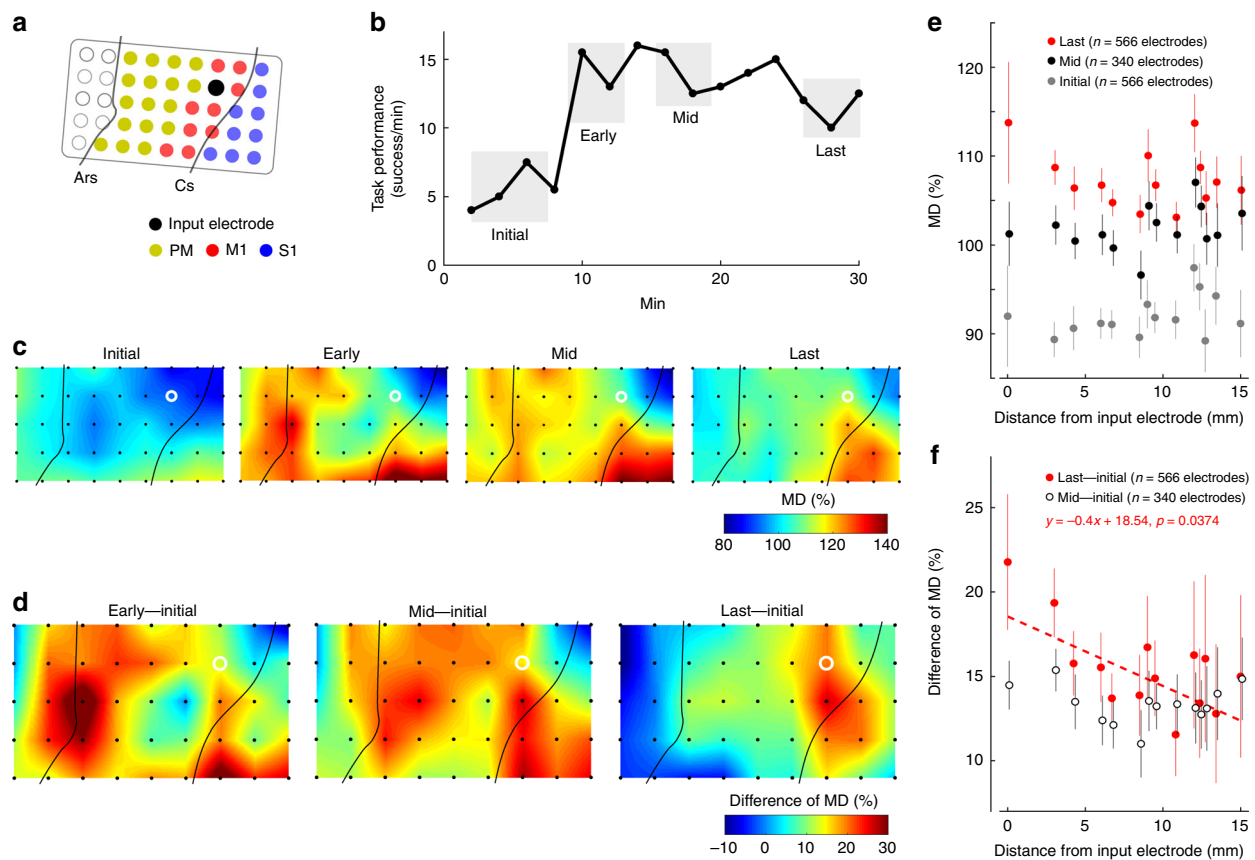 a
Ars
Cs
Input electrode
PM M1 S1
b
Task performance
(success/min)
15
10
5
0
0 10 20 30
Min
Initial
Early
Mid
Last
c
Initial Early Mid Last
MD (%)
80 100 120 140
d
Early—initial Mid—initial Last—initial
Difference of MD (%)
−10 0 10 20 30
e
Last (n = 566 electrodes)
Mid (n = 340 electrodes)
Initial (n = 566 electrodes)
MD (%)
120
110
100
90
0 5 10 15
Distance from input electrode (mm)
f
Last—initial (n = 566 electrodes)
Mid—initial (n = 340 electrodes)
y = −0.4x + 18.54, p = 0.0374
Difference of MD (%)
25
20
15
10
0 5 10 15
Distance from input electrode (mm)